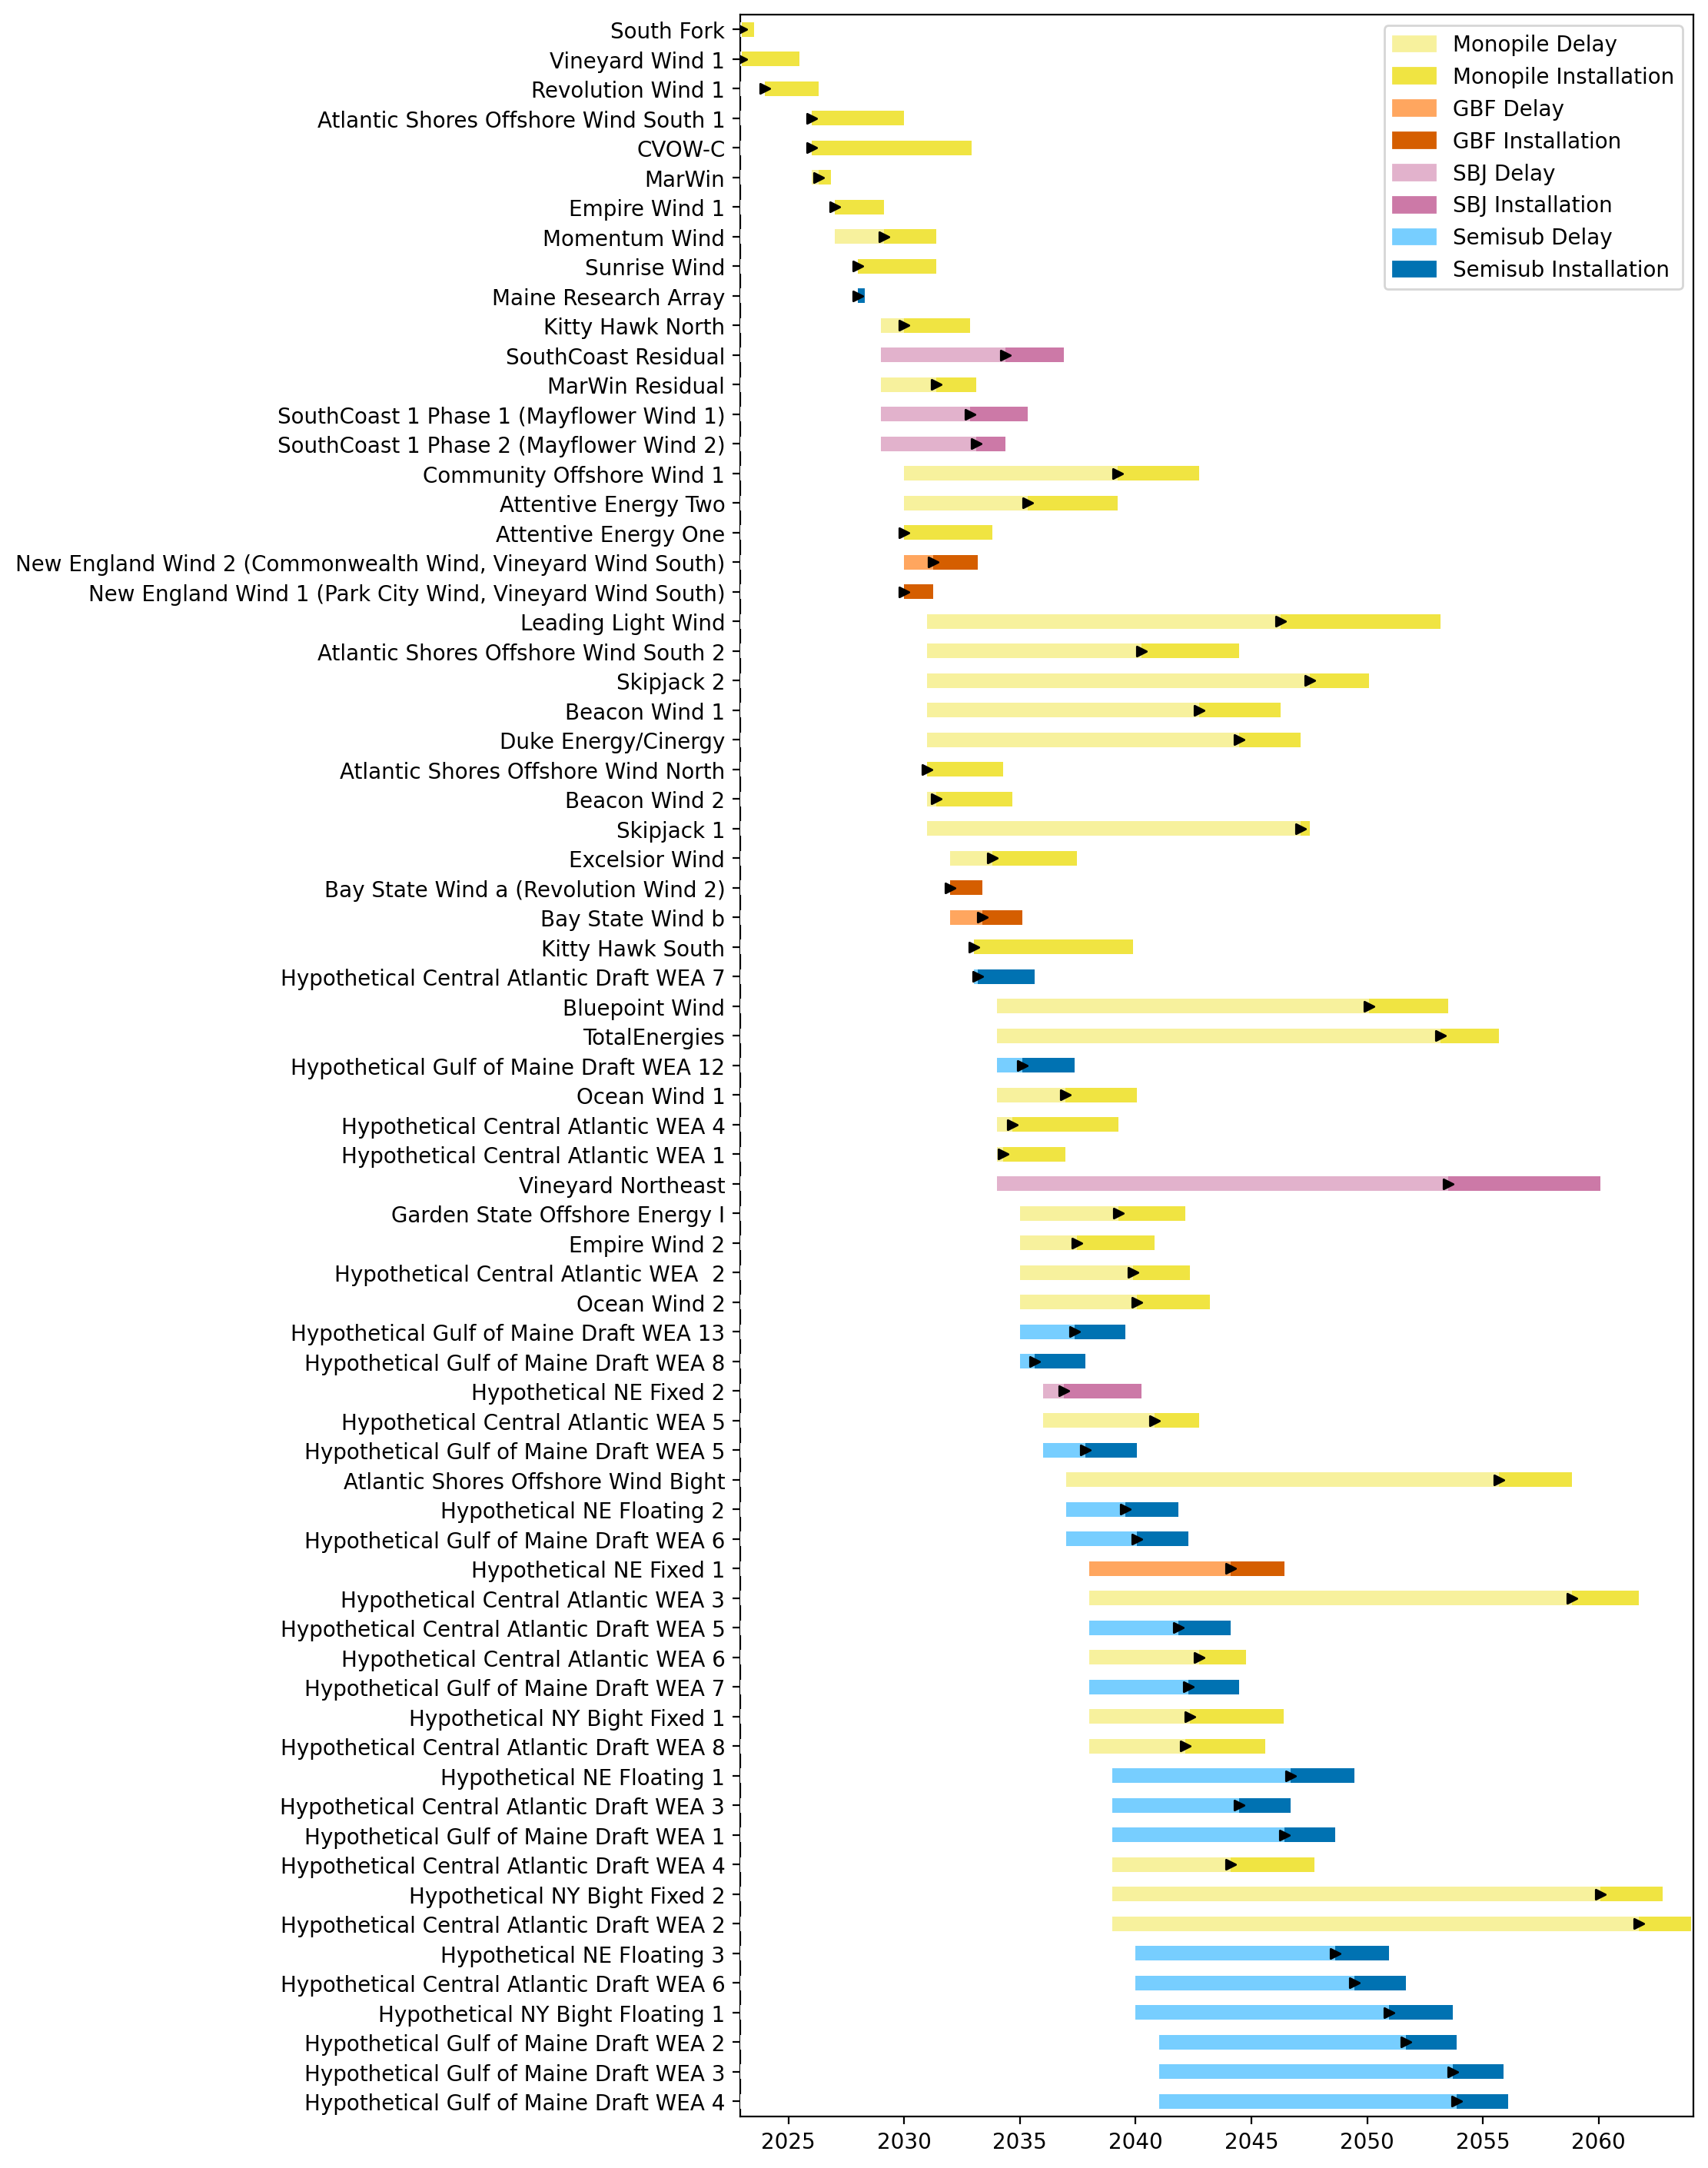 South Fork
Vineyard Wind 1
Revolution Wind 1
Atlantic Shores Offshore Wind South 1
CVOW-C
MarWin
Empire Wind 1
Momentum Wind
Sunrise Wind
Maine Research Array
Kitty Hawk North
SouthCoast Residual
MarWin Residual
SouthCoast 1 Phase 1 (Mayflower Wind 1)
SouthCoast 1 Phase 2 (Mayflower Wind 2)
Community Offshore Wind 1
Attentive Energy Two
Attentive Energy One
New England Wind 2 (Commonwealth Wind, Vineyard Wind South)
New England Wind 1 (Park City Wind, Vineyard Wind South)
Leading Light Wind
Atlantic Shores Offshore Wind South 2
Skipjack 2
Beacon Wind 1
Duke Energy/Cinergy
Atlantic Shores Offshore Wind North
Beacon Wind 2
Skipjack 1
Excelsior Wind
Bay State Wind a (Revolution Wind 2)
Bay State Wind b
Kitty Hawk South
Hypothetical Central Atlantic Draft WEA 7
Bluepoint Wind
TotalEnergies
Hypothetical Gulf of Maine Draft WEA 12
Ocean Wind 1
Hypothetical Central Atlantic WEA 4
Hypothetical Central Atlantic WEA 1
Vineyard Northeast
Garden State Offshore Energy I
Empire Wind 2
Hypothetical Central Atlantic WEA  2
Ocean Wind 2
Hypothetical Gulf of Maine Draft WEA 13
Hypothetical Gulf of Maine Draft WEA 8
Hypothetical NE Fixed 2
Hypothetical Central Atlantic WEA 5
Hypothetical Gulf of Maine Draft WEA 5
Atlantic Shores Offshore Wind Bight
Hypothetical NE Floating 2
Hypothetical Gulf of Maine Draft WEA 6
Hypothetical NE Fixed 1
Hypothetical Central Atlantic WEA 3
Hypothetical Central Atlantic Draft WEA 5
Hypothetical Central Atlantic WEA 6
Hypothetical Gulf of Maine Draft WEA 7
Hypothetical NY Bight Fixed 1
Hypothetical Central Atlantic Draft WEA 8
Hypothetical NE Floating 1
Hypothetical Central Atlantic Draft WEA 3
Hypothetical Gulf of Maine Draft WEA 1
Hypothetical Central Atlantic Draft WEA 4
Hypothetical NY Bight Fixed 2
Hypothetical Central Atlantic Draft WEA 2
Hypothetical NE Floating 3
Hypothetical Central Atlantic Draft WEA 6
Hypothetical NY Bight Floating 1
Hypothetical Gulf of Maine Draft WEA 2
Hypothetical Gulf of Maine Draft WEA 3
Hypothetical Gulf of Maine Draft WEA 4
Monopile Delay
Monopile Installation
GBF Delay
GBF Installation
SBJ Delay
SBJ Installation
Semisub Delay
Semisub Installation
2025 2030 2035 2040 2045 2050 2055 2060